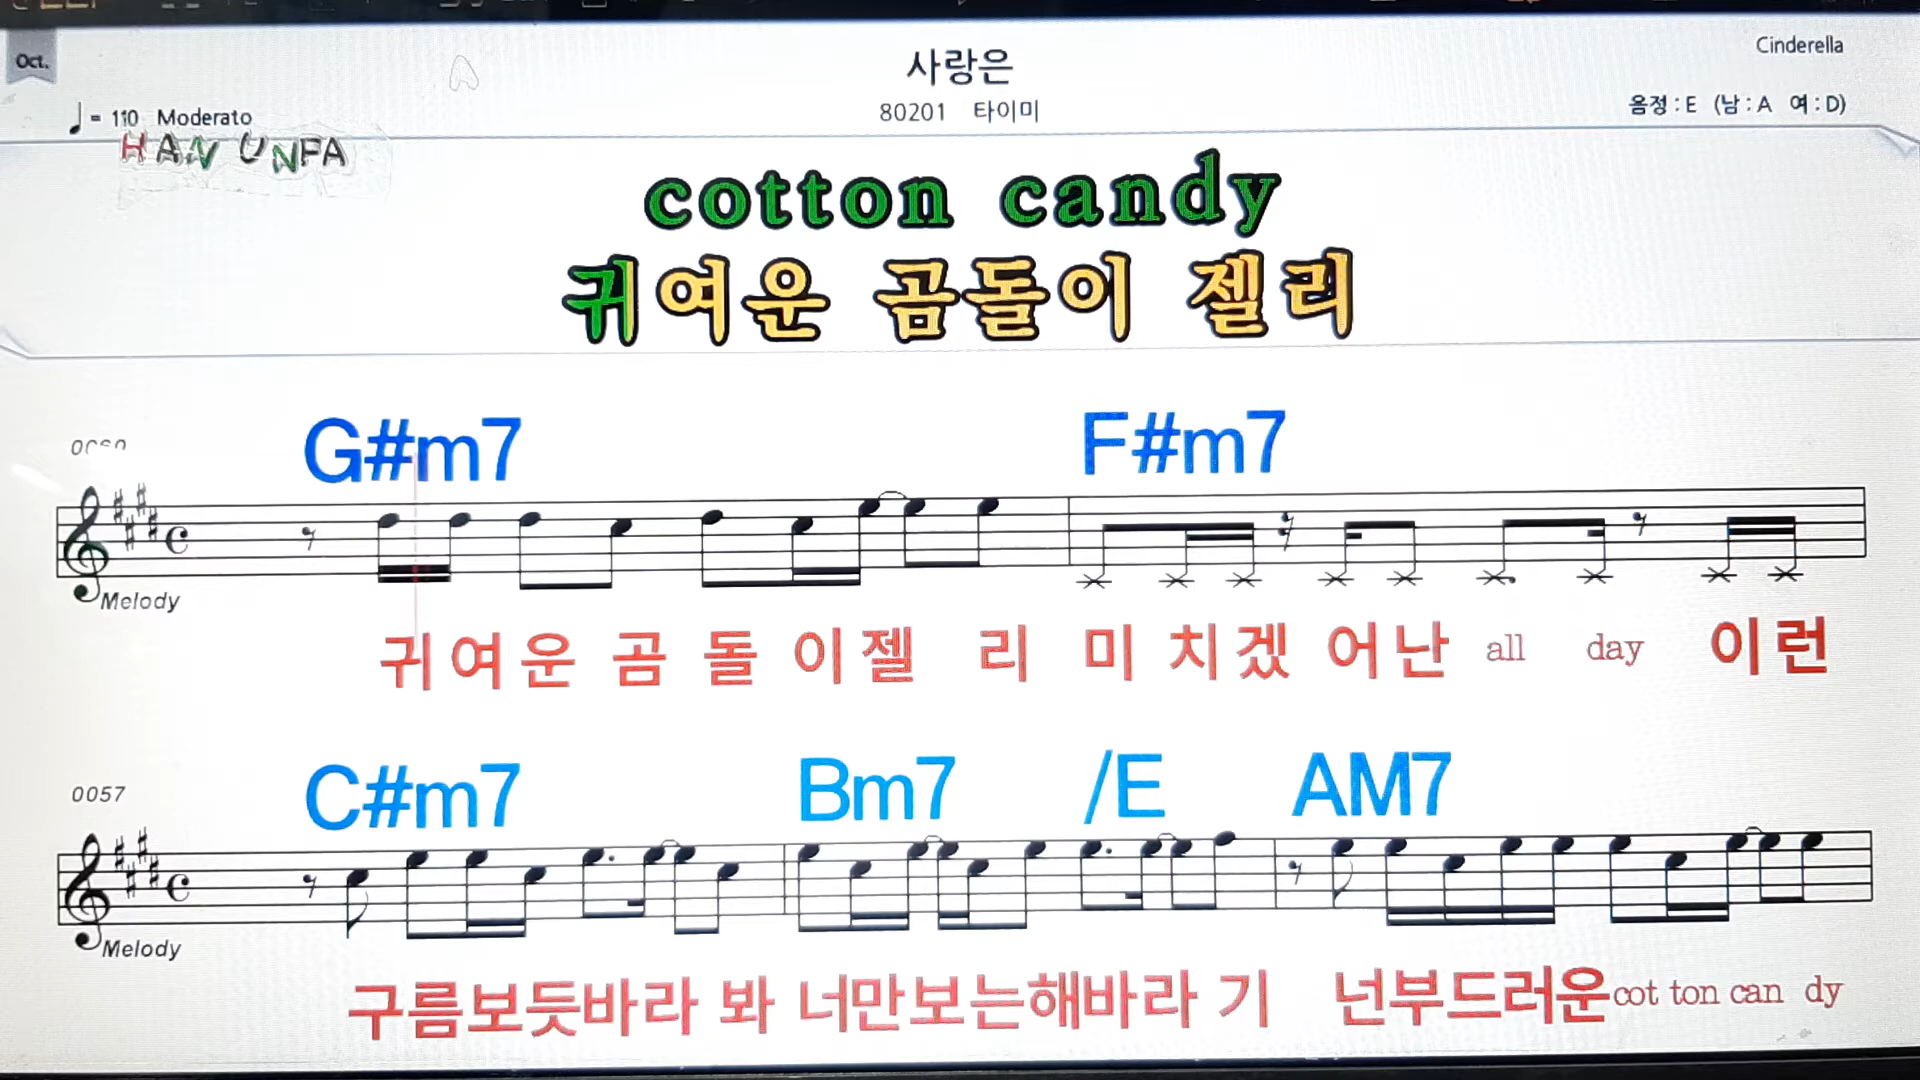 Oct.
사랑은
Cinderella
♩= 110 Moderato
80201 타이미
음정 : E (남 : A 여 : D)
HAN UNFA
cotton candy
귀여운 곰돌이 젤리
G#m7 F#m7
Melody
귀여운 곰돌이젤 리 미치겠어난 all day 이런
0057
C#m7 Bm7 /E AM7
Melody
구름보듯바라 봐 너만보는해바라 기 넌부드러운cot ton can dy